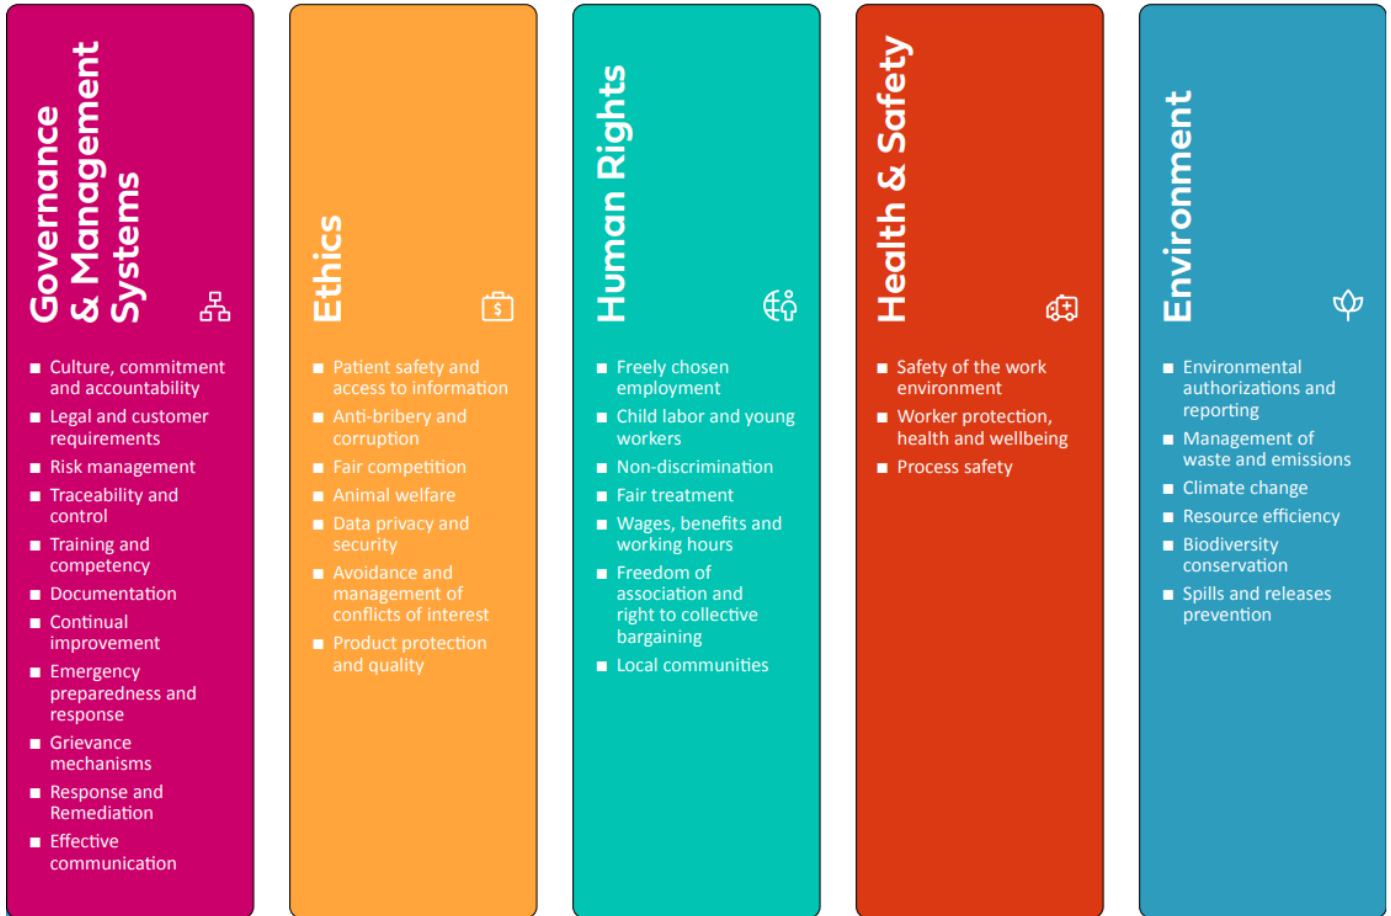 Governance
& Management
Systems
■ Culture, commitment
and accountability
■ Legal and customer
requirements
■ Risk management
■ Traceability and
control
■ Training and
competency
■ Documentation
■ Continual
improvement
■ Emergency
preparedness and
response
■ Grievance
mechanisms
■ Response and
Remediation
■ Effective
communication
Ethics
$
■ Patient safety and
access to information
■ Anti-bribery and
corruption
■ Fair competition
■ Animal welfare
■ Data privacy and
security
■ Avoidance and
management of
conflicts of interest
■ Product protection
and quality
Human Rights
■ Freely chosen
employment
■ Child labor and young
workers
■ Non-discrimination
■ Fair treatment
■ Wages, benefits and
working hours
■ Freedom of
association and
right to collective
bargaining
■ Local communities
Health & Safety
■ Safety of the work
environment
■ Worker protection,
health and wellbeing
■ Process safety
Environment
■ Environmental
authorizations and
reporting
■ Management of
waste and emissions
■ Climate change
■ Resource efficiency
■ Biodiversity
conservation
■ Spills and releases
prevention